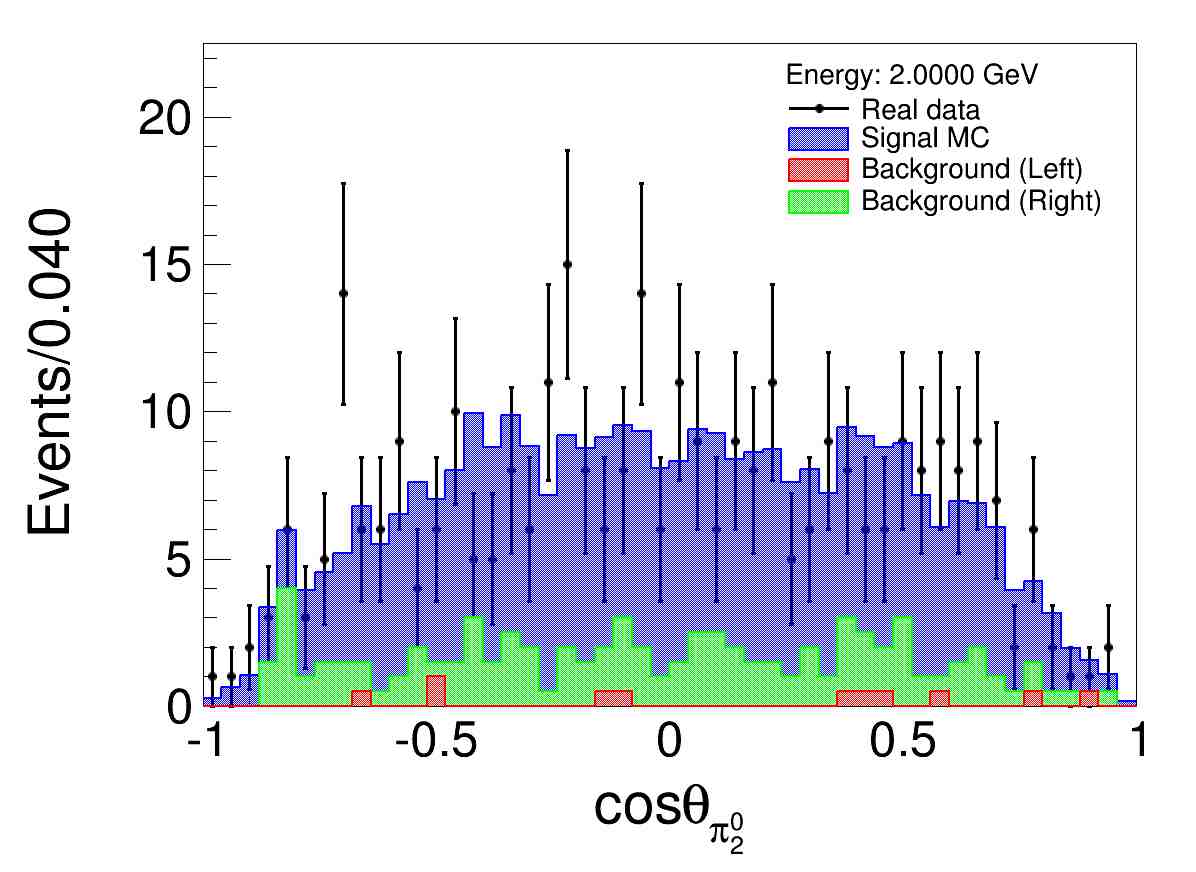 Energy: 2.0000 GeV
Real data
Signal MC
Background (Left)
Background (Right)
Events/0.040
20
15
10
5
0
-1
-0.5
0
0.5
1
cosθπ⁰₂